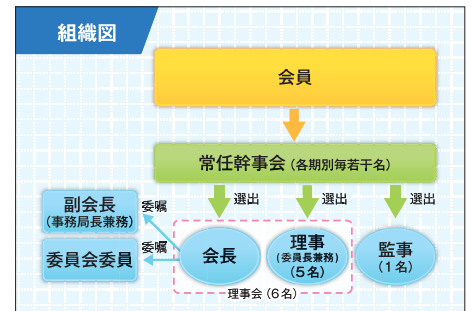 組織図
会員
常任幹事会(各期別毎若干名)
選出
選出
選出
副会長
(事務局長兼務)
委嘱
委員会委員
委嘱
会長
理事
(委員長兼務)
(5名)
監事
(1名)
理事会(6名)